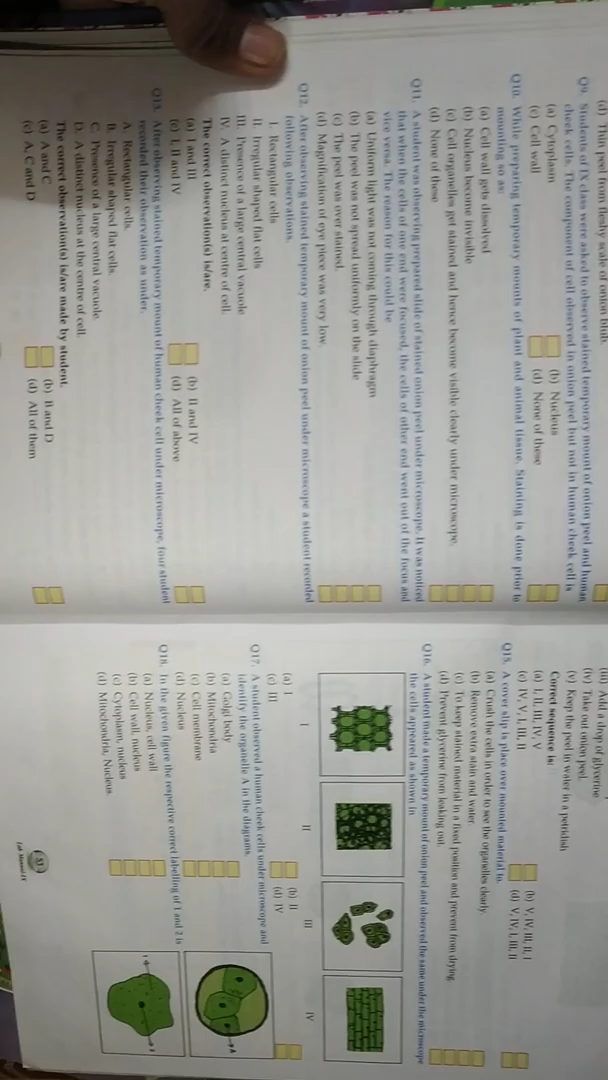 (d) Thin peel from fleshy scale of onion bulb.
Q9. Students of IX class were asked to observe stained temporary mount of onion peel and human
cheek cells. The component of cell observed in onion peel but not in human cheek cell is
(a) Cytoplasm (b) Nucleus
(c) Cell wall (d) None of these
Q10. While preparing temporary mounts of plant and animal tissue. Staining is done prior to
mounting so as:
(a) Cell wall gets dissolved
(b) Nucleus become invisible
(c) Cell organelles get stained and hence become visible clearly under microscope.
(d) None of these
Q11. A student was observing prepared slide of stained onion peel under microscope. It was noticed
that when the cells of one end were focused, the cells of other end went out of the focus and
vice versa. The reason for this could be
(a) Uniform light was not coming through diaphragm
(b) The peel was not spread uniformly on the slide
(c) The peel was over stained.
(d) Magnification of eye piece was very low.
Q12. After observing stained temporary mount of onion peel under microscope a student recorded
following observations.
I. Rectangular cells
II. Irregular shaped flat cells
III. Presence of a large central vacuole
IV. A distinct nucleus at centre of cell.
The correct observation(s) is/are.
(a) I and III (b) II and IV
(c) I, II and IV (d) All of above
Q13. After observing stained temporary mount of human cheek cell under microscope, four student
recorded their observation as under.
A. Rectangular cells.
B. Irregular shaped flat cells.
C. Presence of a large central vacuole.
D. A distinct nucleus at the centre of cell.
The correct observation(s) is/are made by student.
(a) A and C (b) B and D
(c) A, C and D (d) All of them
(iii) Add a drop of glycerine
(iv) Take out onion peel.
(v) Keep the peel in water in a petridish
Correct sequence is:
(a) I, II, III, IV, V (b) V, IV, III, II, I
(c) IV, V, I, III, II (d) V, IV, I, III, II
Q15. A cover slip is place over mounted material to.
(a) Crush the cells in order to see the organelles clearly.
(b) Remove extra stain and water.
(c) To keep stained material in a fixed position and prevent from drying.
(d) Prevent glycerine from leaking out.
Q16. A student made a temporary mount of onion peel and observed the same under the microscope
the cells appeared as shown in
I II III IV
(a) I (b) II
(c) III (d) IV
Q17. A student observed a human cheek cells under microscope and
identify the organelle A in the diagrams.
(a) Golgi body
(b) Mitochondria
(c) Cell membrane
(d) Nucleus
A
Q18. In the given figure the respective correct labelling of 1 and 2 is
(a) Nucleus, cell wall
(b) Cell wall, nucleus
(c) Cytoplasm, nucleus
(d) Mitochondria, Nucleus.
1
2
53
Lab Manual-IX